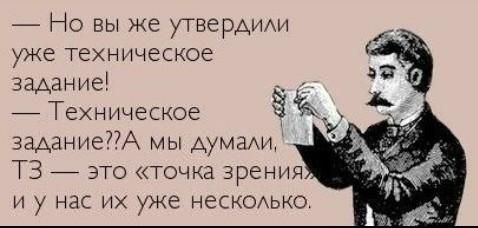 — Но вы же утвердили
уже техническое
задание!
— Техническое
задание??А мы думали,
ТЗ — это «точка зрения»
и у нас их уже несколько.